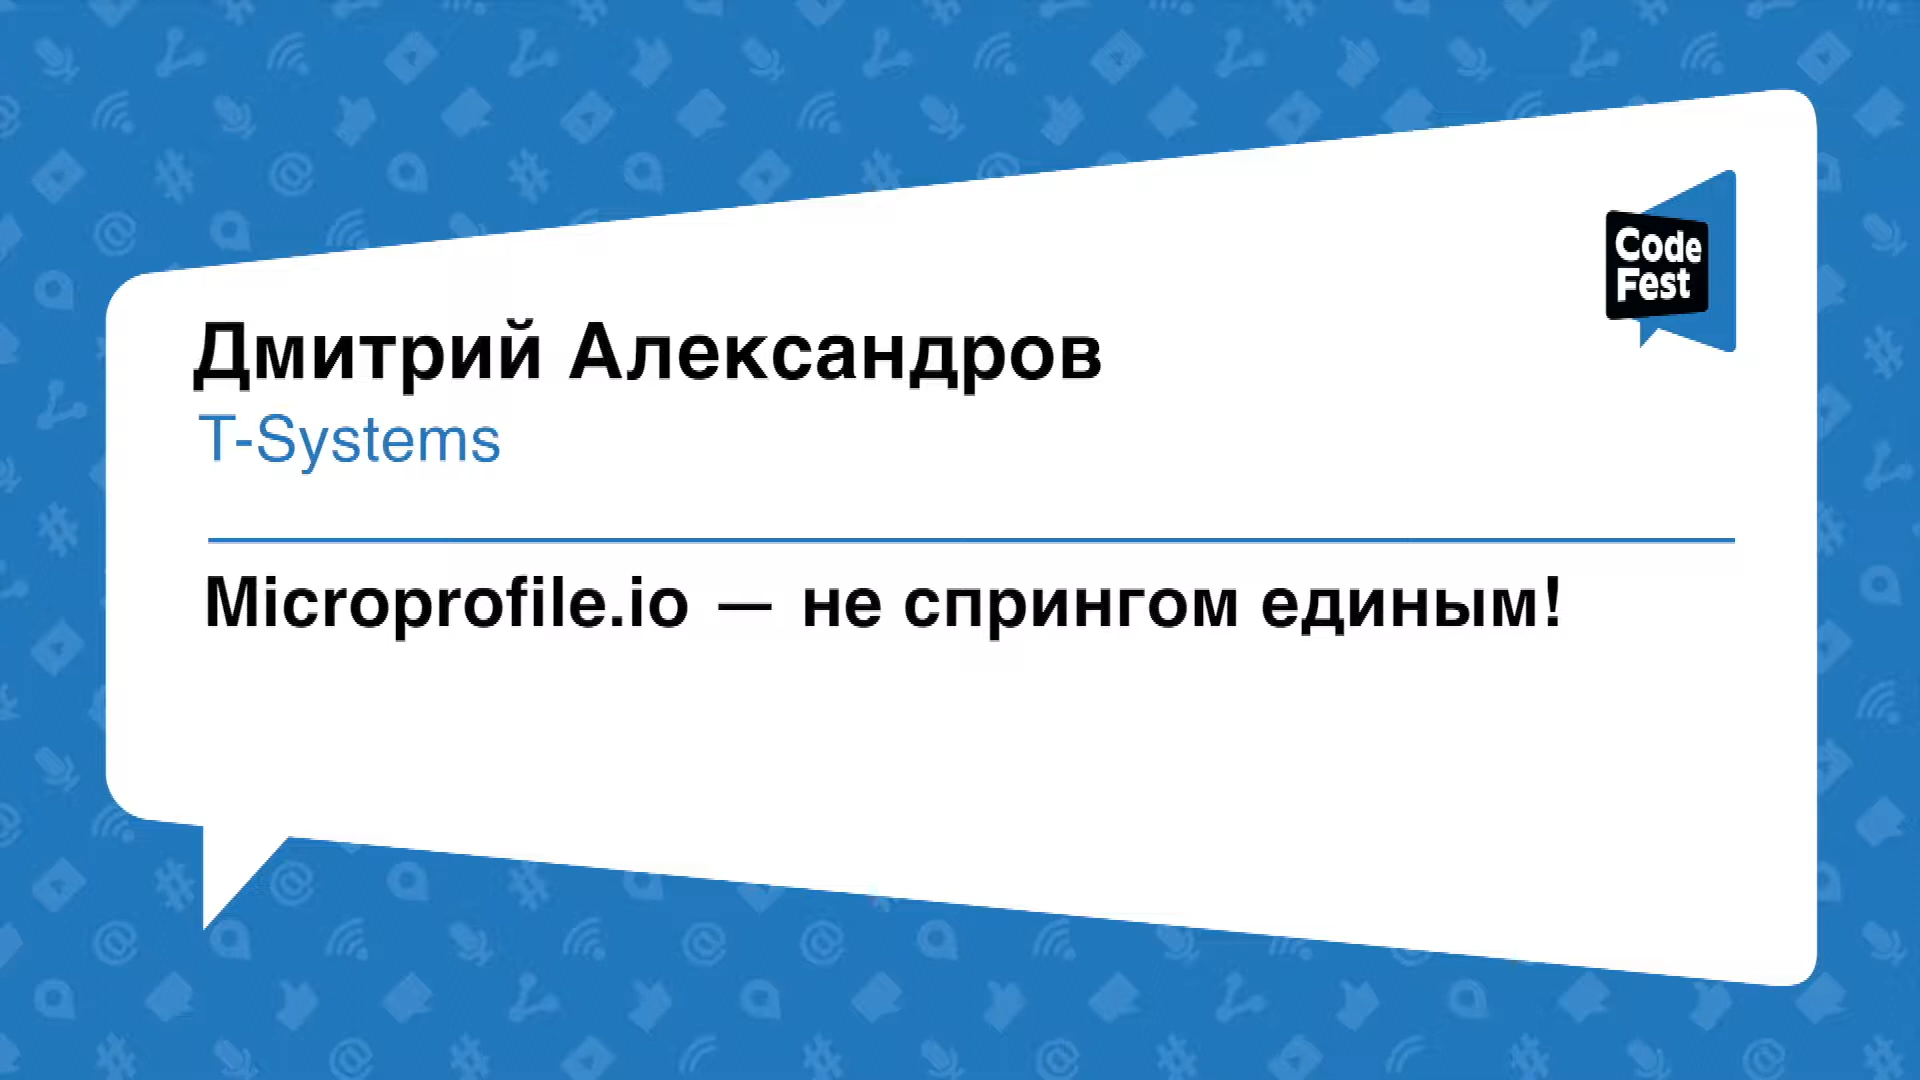 Code
Fest
Дмитрий Александров
T-Systems
Microprofile.io — не спрингом единым!